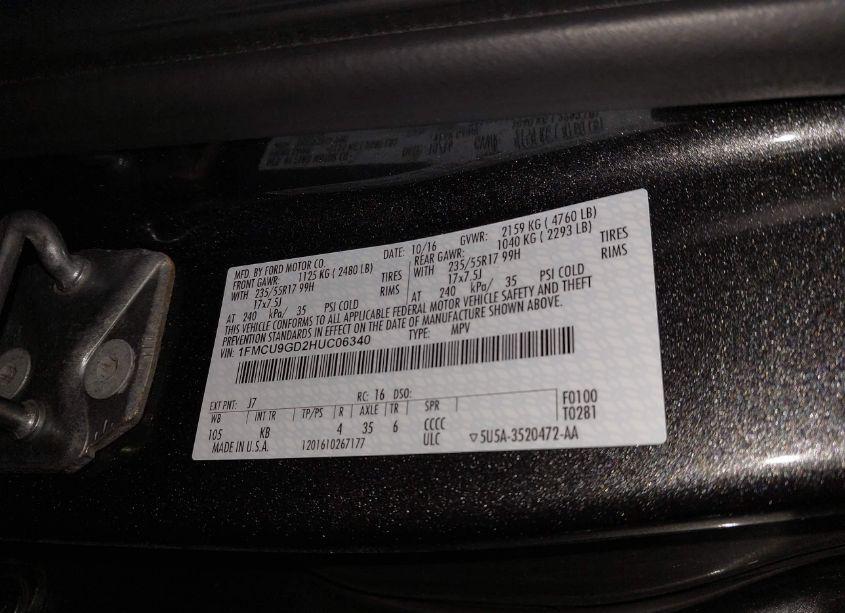 MFD. BY FORD MOTOR CO. DATE: 10/16 GVWR: 2159 KG ( 4760 LB)
FRONT GAWR: 1125 KG ( 2480 LB) REAR GAWR: 1040 KG ( 2293 LB)
WITH 235/55R17 99H TIRES WITH 235/55R17 99H TIRES
17x7.5J RIMS 17x7.5J RIMS
AT 240 kPa/ 35 PSI COLD AT 240 kPa/ 35 PSI COLD
THIS VEHICLE CONFORMS TO ALL APPLICABLE FEDERAL MOTOR VEHICLE SAFETY AND THEFT
PREVENTION STANDARDS IN EFFECT ON THE DATE OF MANUFACTURE SHOWN ABOVE.
VIN: 1FMCU9GD2HUC06340 TYPE: MPV
EXT PNT: J7 RC: 16 DSO: F0100
WB INT TR TP/PS R AXLE TR SPR T0281
105 KB 4 35 6 CCCC
MADE IN U.S.A. 1201610267177 ULC ▽5U5A-3520472-AA